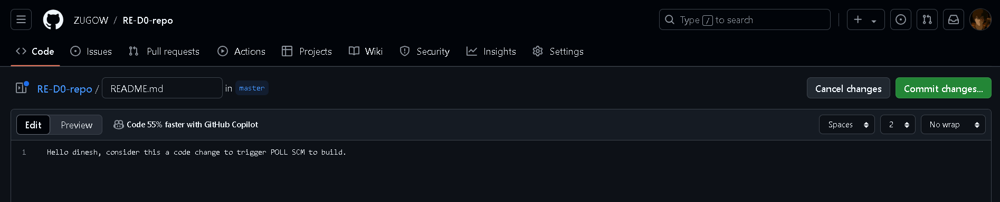 ZUGOW / RE-D0-repo
Type / to search
Code Issues Pull requests Actions Projects Wiki Security Insights Settings
RE-D0-repo / README.md in master
Cancel changes Commit changes...
Edit Preview Code 55% faster with GitHub Copilot
Spaces 2 No wrap
1 Hello dinesh, consider this a code change to trigger POLL SCM to build.